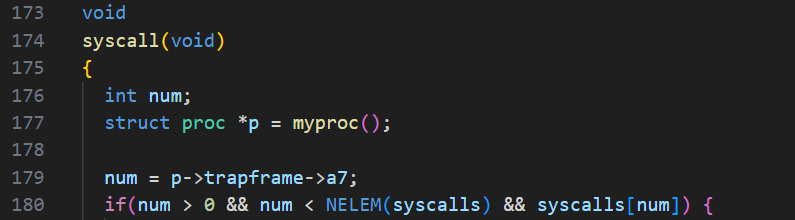 173 void
174 syscall(void)
175 {
176 int num;
177 struct proc *p = myproc();
178
179 num = p->trapframe->a7;
180 if(num > 0 && num < NELEM(syscalls) && syscalls[num]) {